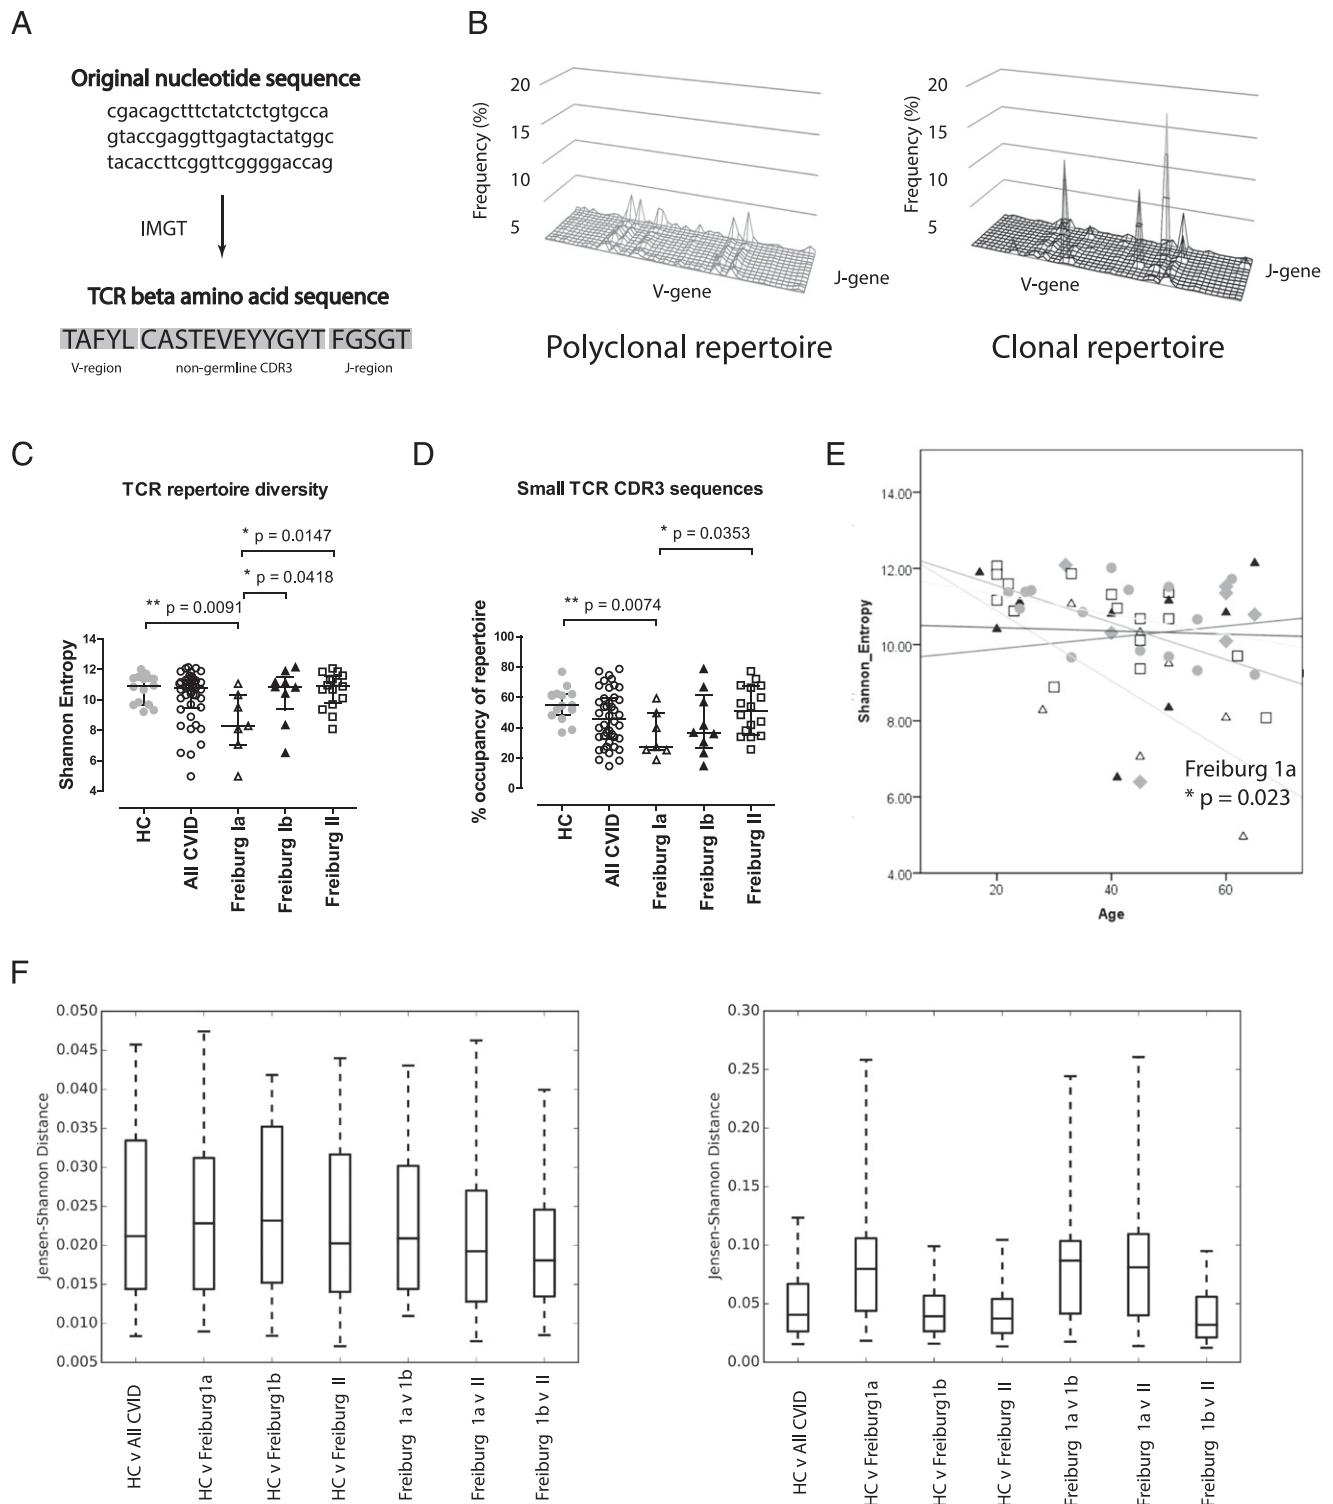 A
Original nucleotide sequence
cgacagctttctatctctgtgcca
gtaccgaggttgagtactatggc
tacaccttcggttcggggaccag
IMGT
TCR beta amino acid sequence
TAFYL CASTEVEYYGYT FGSGT
V-region non-germline CDR3 J-region
B
Frequency (%)
20
15
10
5
V-gene
J-gene
Polyclonal repertoire
Frequency (%)
20
15
10
5
V-gene
J-gene
Clonal repertoire
C
TCR repertoire diversity
* p = 0.0147
* p = 0.0418
** p = 0.0091
Shannon Entropy
14
12
10
8
6
4
HC
All CVID
Freiburg Ia
Freiburg Ib
Freiburg II
D
Small TCR CDR3 sequences
* p = 0.0353
** p = 0.0074
% occupancy of repertoire
100
80
60
40
20
0
HC
All CVID
Freiburg Ia
Freiburg Ib
Freiburg II
E
Shannon_Entropy
14.00
12.00
10.00
8.00
6.00
4.00
Freiburg 1a
* p = 0.023
20 40 60
Age
F
Jensen-Shannon Distance
0.050
0.045
0.040
0.035
0.030
0.025
0.020
0.015
0.010
0.005
HC v All CVID
HC v Freiburg1a
HC v Freiburg1b
HC v Freiburg II
Freiburg 1a v 1b
Freiburg 1a v II
Freiburg 1b v II
Jensen-Shannon Distance
0.30
0.25
0.20
0.15
0.10
0.05
0.00
HC v All CVID
HC v Freiburg1a
HC v Freiburg1b
HC v Freiburg II
Freiburg 1a v 1b
Freiburg 1a v II
Freiburg 1b v II